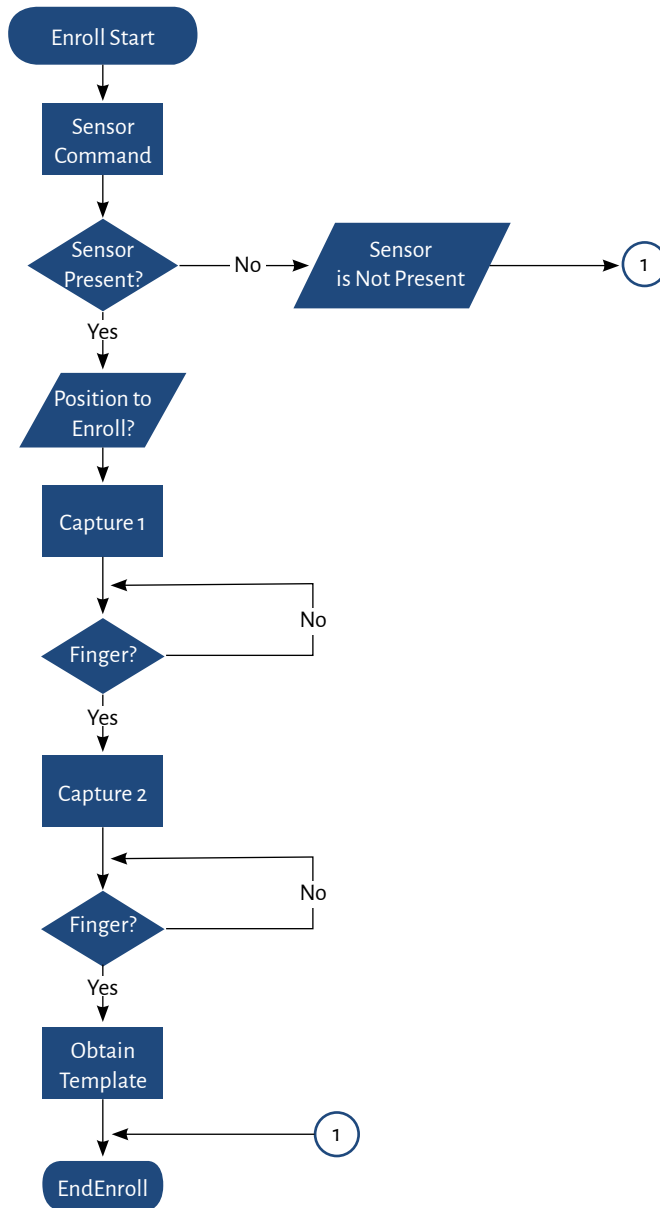 Enroll Start
Sensor
Command
Sensor
Present?
No
Sensor
is Not Present
1
Yes
Position to
Enroll?
Capture 1
No
Finger?
Yes
Capture 2
No
Finger?
Yes
Obtain
Template
1
EndEnroll